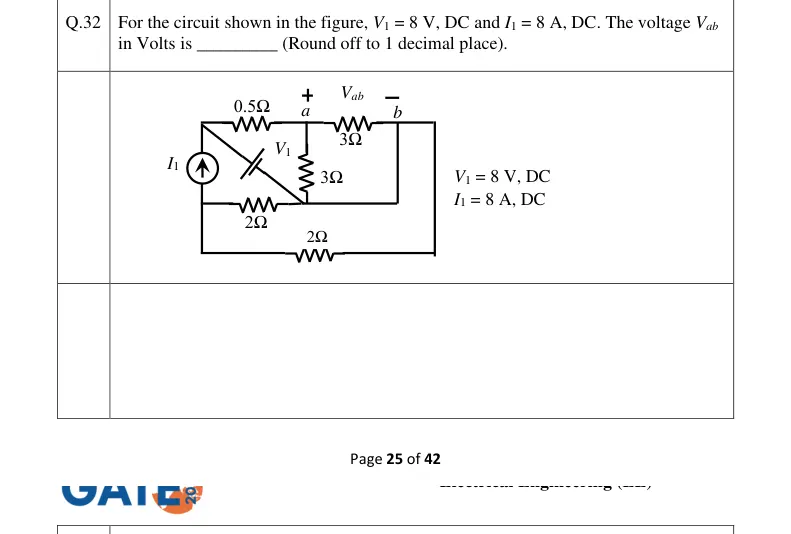 Q.32 For the circuit shown in the figure, V1 = 8 V, DC and I1 = 8 A, DC. The voltage Vab
in Volts is _________ (Round off to 1 decimal place).
+ Vab −
0.5Ω a b
3Ω
V1
I1
3Ω
V1 = 8 V, DC
I1 = 8 A, DC
2Ω
2Ω
Page 25 of 42
GATE 20